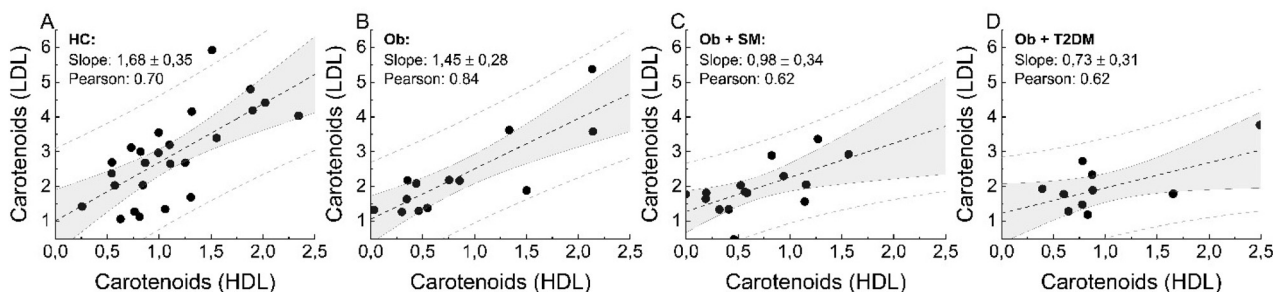 A
HC:
Slope: 1,68 ± 0,35
Pearson: 0.70
Carotenoids (LDL)
6
5
4
3
2
1
0,0 0,5 1,0 1,5 2,0 2,5
Carotenoids (HDL)
B
Ob:
Slope: 1,45 ± 0,28
Pearson: 0.84
Carotenoids (LDL)
6
5
4
3
2
1
0,0 0,5 1,0 1,5 2,0 2,5
Carotenoids (HDL)
C
Ob + SM:
Slope: 0,98 ± 0,34
Pearson: 0.62
Carotenoids (LDL)
6
5
4
3
2
1
0,0 0,5 1,0 1,5 2,0 2,5
Carotenoids (HDL)
D
Ob + T2DM
Slope: 0,73 ± 0,31
Pearson: 0.62
Carotenoids (LDL)
6
5
4
3
2
1
0,0 0,5 1,0 1,5 2,0 2,5
Carotenoids (HDL)